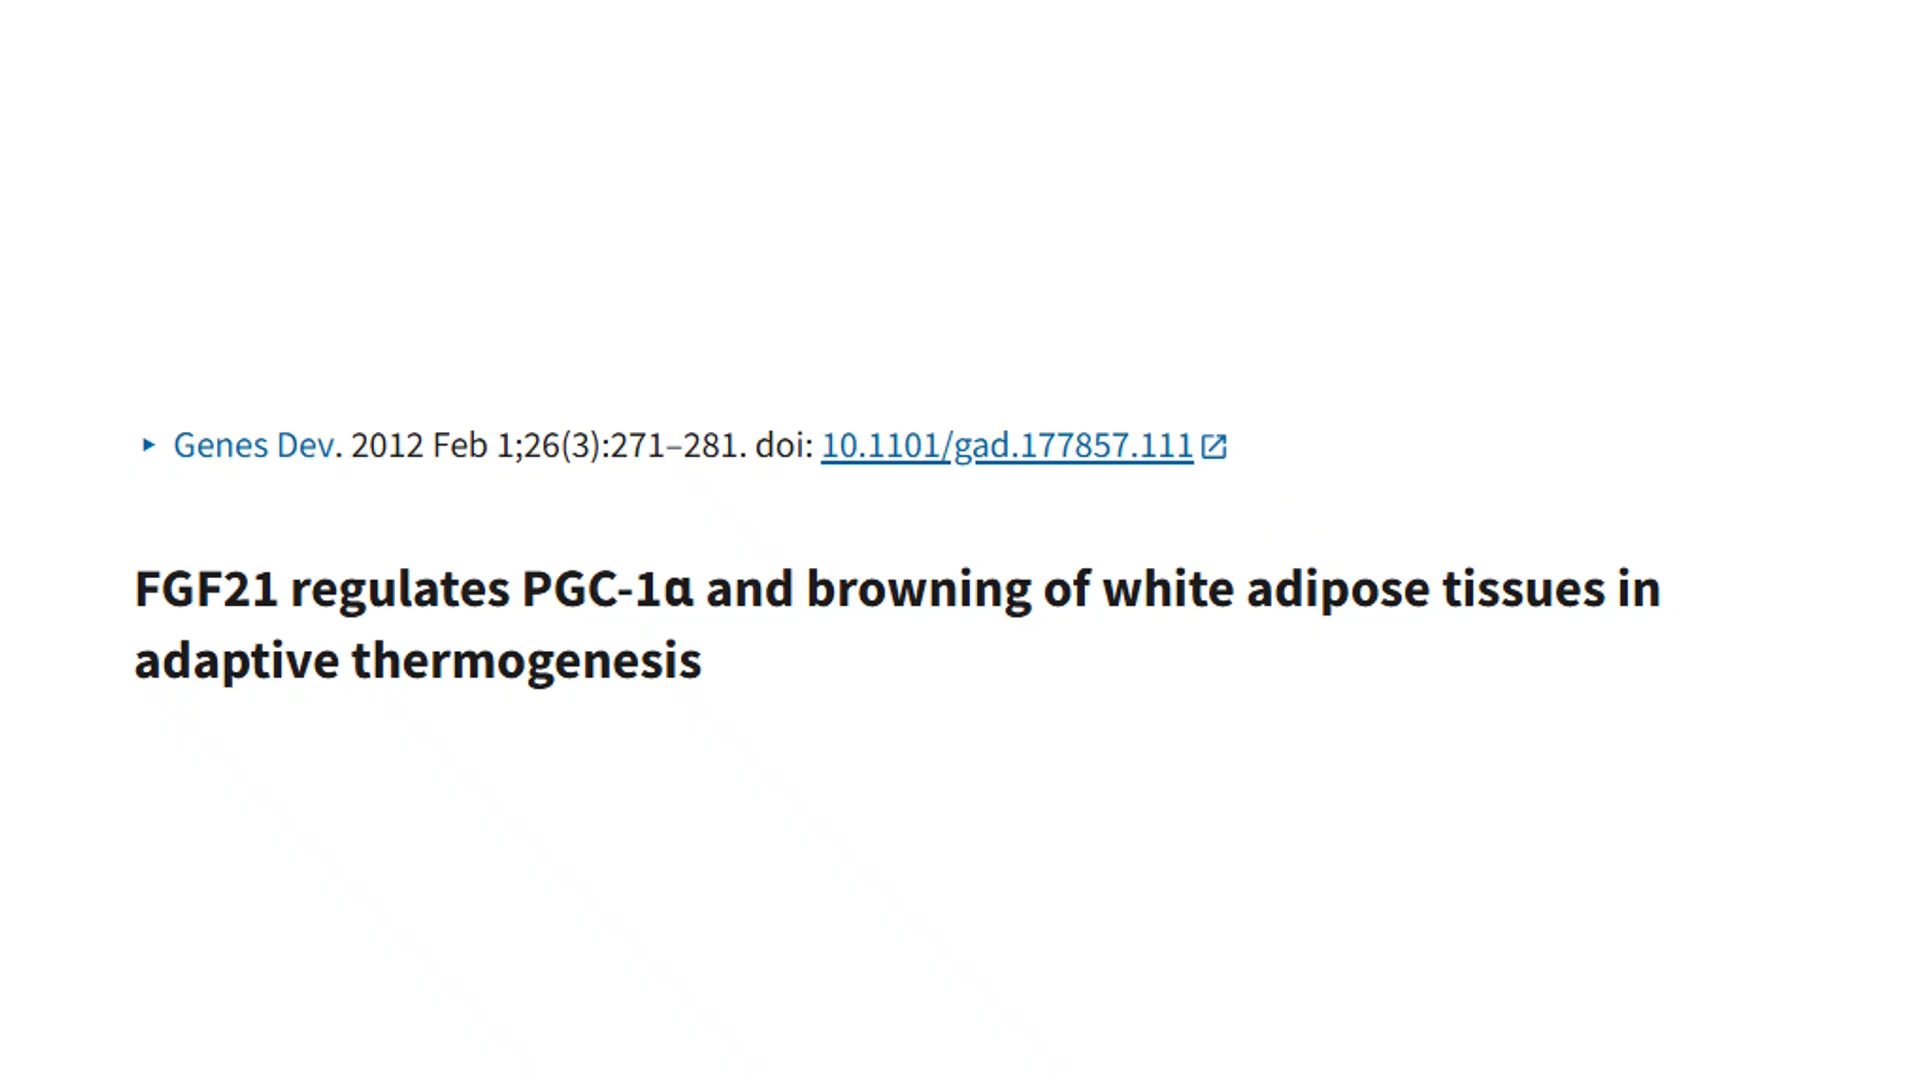 Genes Dev. 2012 Feb 1;26(3):271–281. doi: 10.1101/gad.177857.111
FGF21 regulates PGC-1α and browning of white adipose tissues in
adaptive thermogenesis